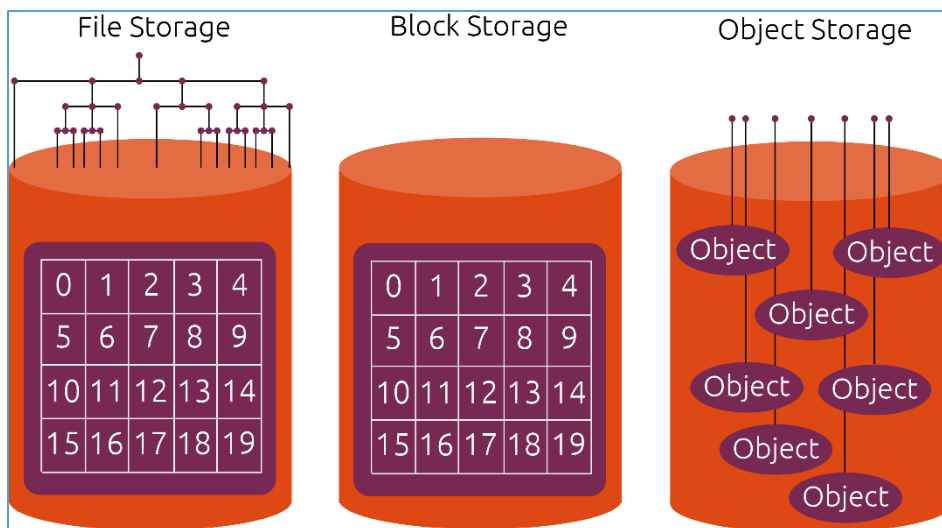 File Storage
Block Storage
Object Storage
0 1 2 3 4
5 6 7 8 9
10 11 12 13 14
15 16 17 18 19
0 1 2 3 4
5 6 7 8 9
10 11 12 13 14
15 16 17 18 19
Object
Object
Object
Object
Object
Object
Object